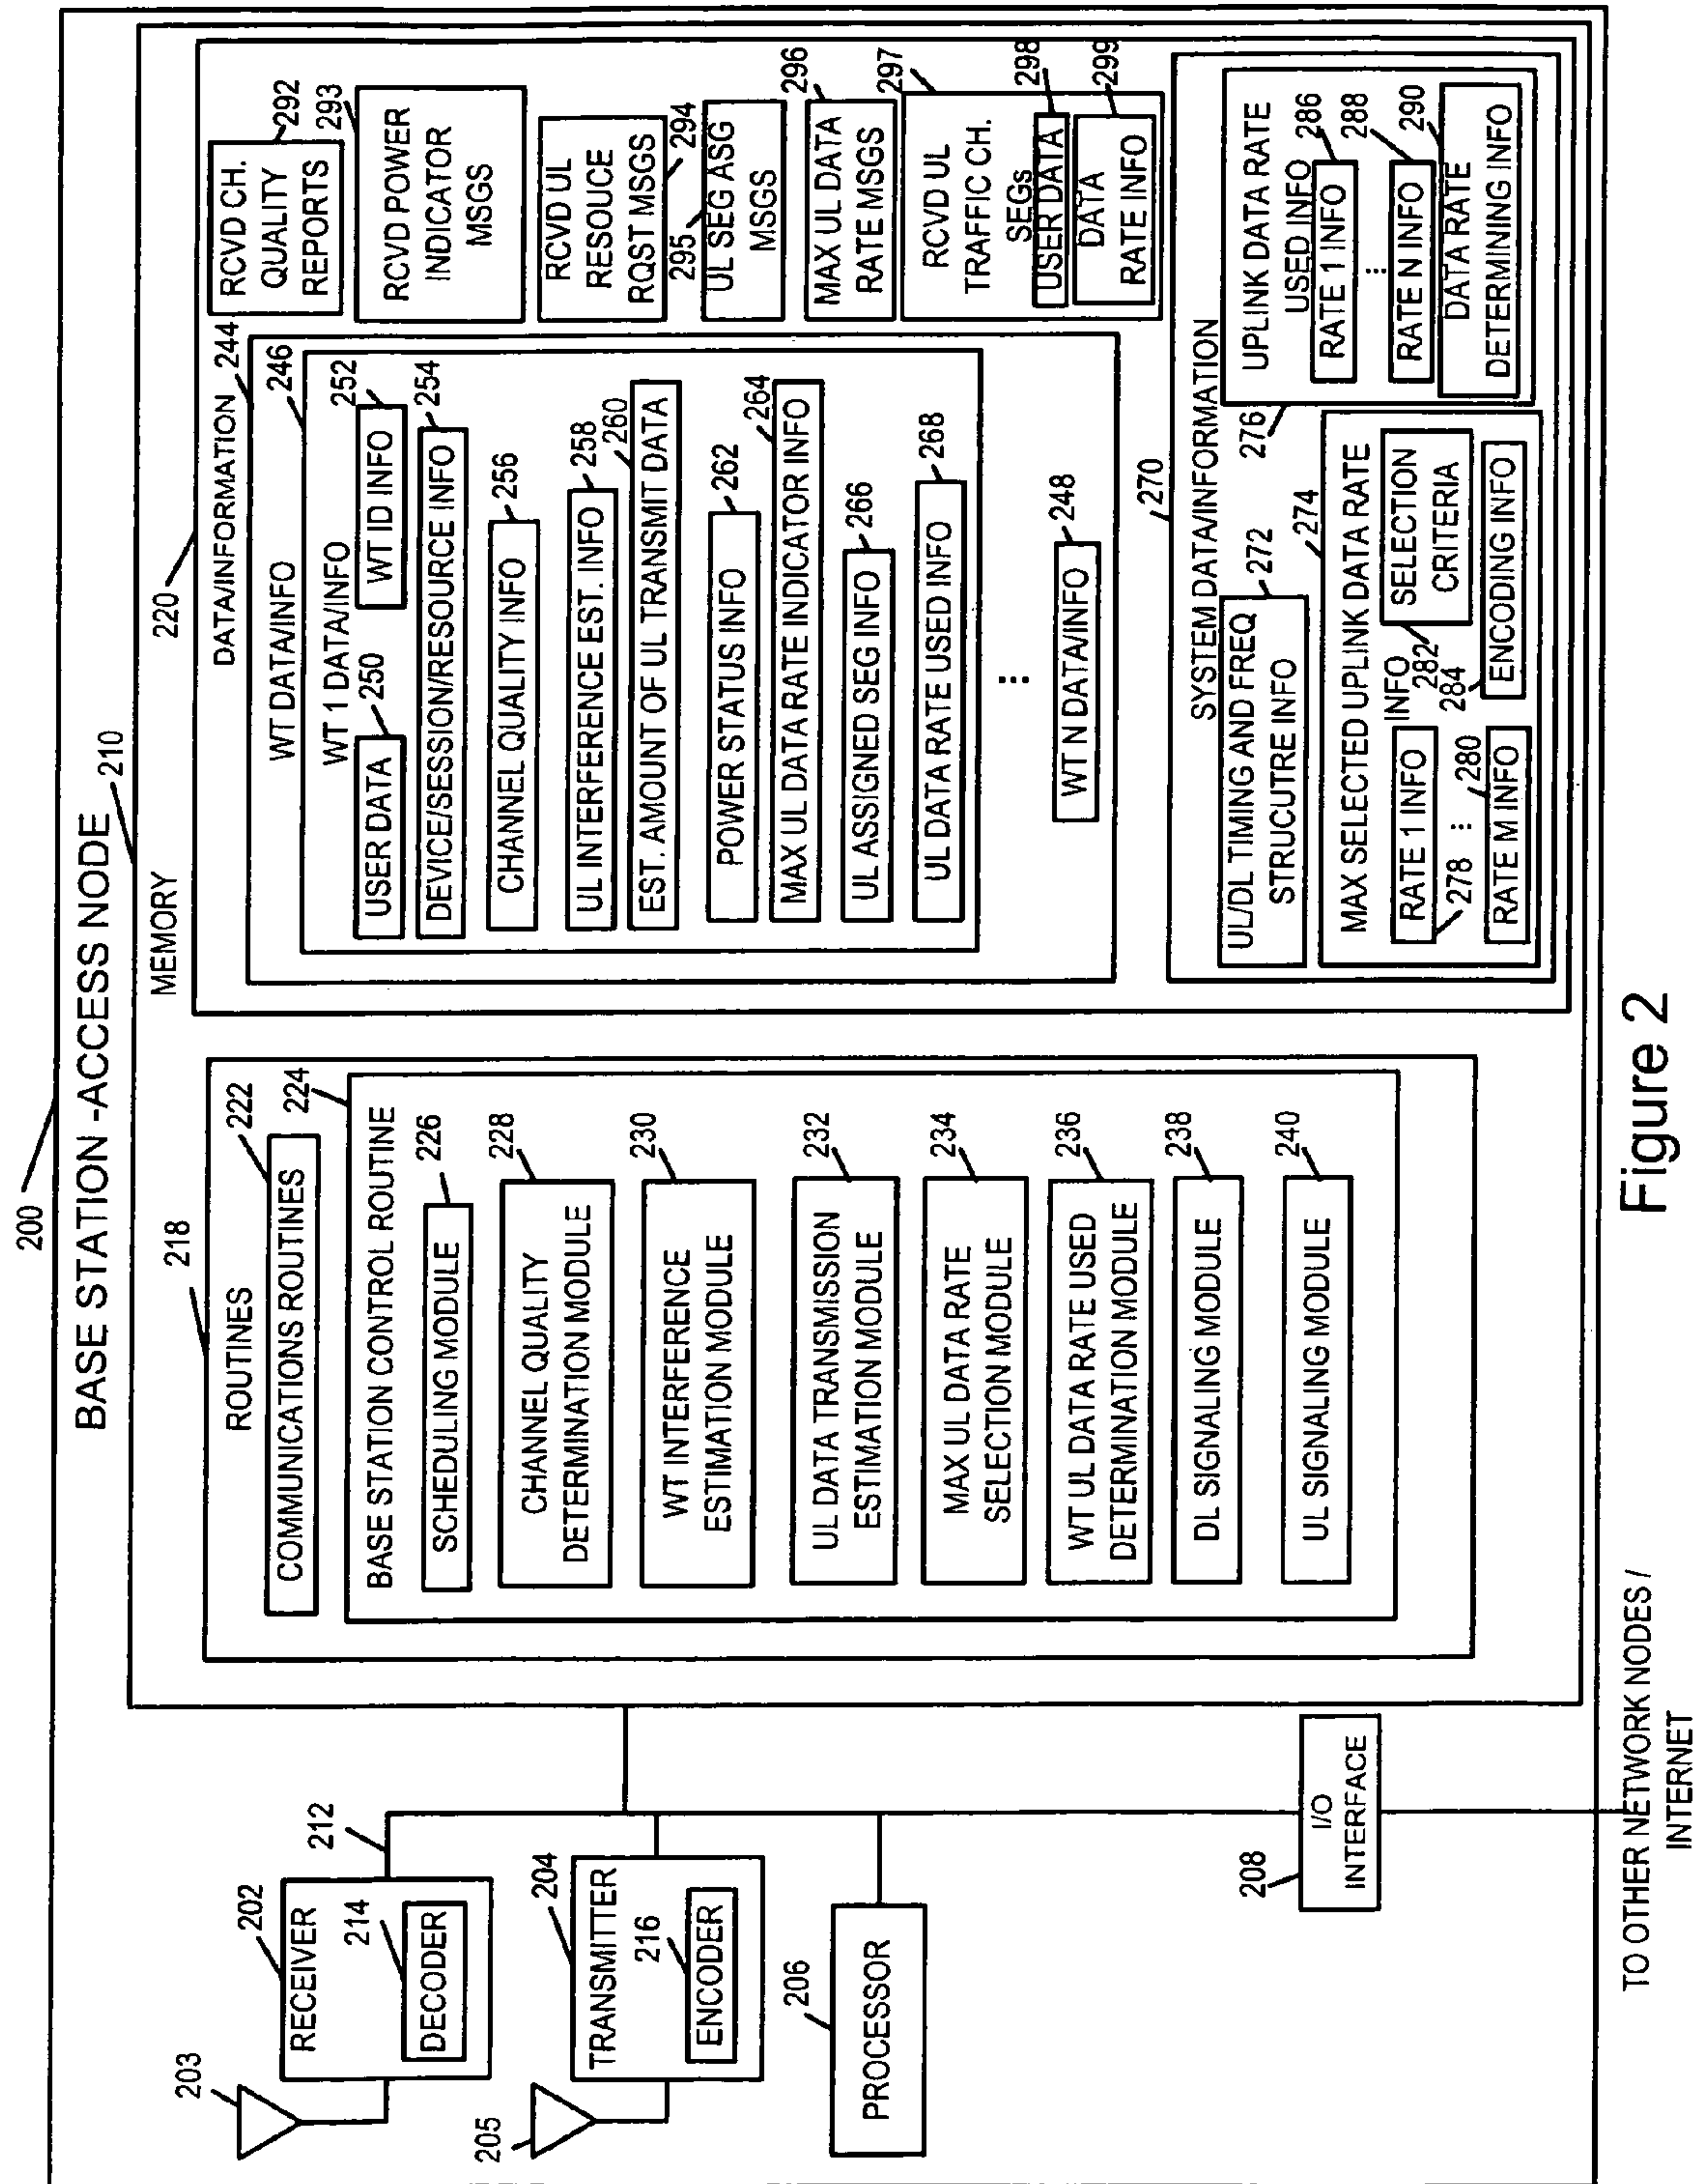 200
BASE STATION -ACCESS NODE
210
203
202
RECEIVER
214
DECODER
212
205
204
TRANSMITTER
216
ENCODER
206
PROCESSOR
208
I/O
INTERFACE
TO OTHER NETWORK NODES /
INTERNET
MEMORY
218
ROUTINES
222
COMMUNICATIONS ROUTINES
224
BASE STATION CONTROL ROUTINE
226
SCHEDULING MODULE
228
CHANNEL QUALITY
DETERMINATION MODULE
230
WT INTERFERENCE
ESTIMATION MODULE
232
UL DATA TRANSMISSION
ESTIMATION MODULE
234
MAX UL DATA RATE
SELECTION MODULE
236
WT UL DATA RATE USED
DETERMINATION MODULE
238
DL SIGNALING MODULE
240
UL SIGNALING MODULE
220
DATA/INFORMATION
244
WT DATA/INFO
246
WT 1 DATA/INFO
250
USER DATA
252
WT ID INFO
254
DEVICE/SESSION/RESOURCE INFO
256
CHANNEL QUALITY INFO
258
UL INTERFERENCE EST. INFO
260
EST. AMOUNT OF UL TRANSMIT DATA
262
POWER STATUS INFO
264
MAX UL DATA RATE INDICATOR INFO
266
UL ASSIGNED SEG INFO
268
UL DATA RATE USED INFO
...
248
WT N DATA/INFO
RCVD CH.
QUALITY
REPORTS
292
293
RCVD POWER
INDICATOR
MSGS
RCVD UL
RESOUCE
RQST MSGS
294
295
UL SEG ASG
MSGS
MAX UL DATA
RATE MSGS
296
297
RCVD UL
TRAFFIC CH.
SEGs
298
USER DATA
299
DATA
RATE INFO
270
SYSTEM DATA/INFORMATION
272
UL/DL TIMING AND FREQ
STRUCUTRE INFO
274
MAX SELECTED UPLINK DATA RATE
INFO
RATE 1 INFO
278
...
280
RATE M INFO
282
SELECTION
CRITERIA
284
ENCODING INFO
276
UPLINK DATA RATE
USED INFO
286
RATE 1 INFO
...
288
RATE N INFO
290
DATA RATE
DETERMINING INFO
Figure 2